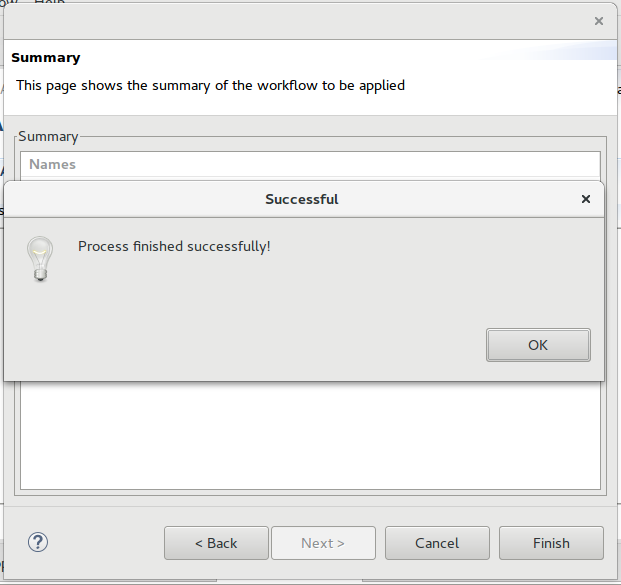 Help
Summary
This page shows the summary of the workflow to be applied
Summary
Names
Successful
Process finished successfully!
OK
?
< Back
Next >
Cancel
Finish